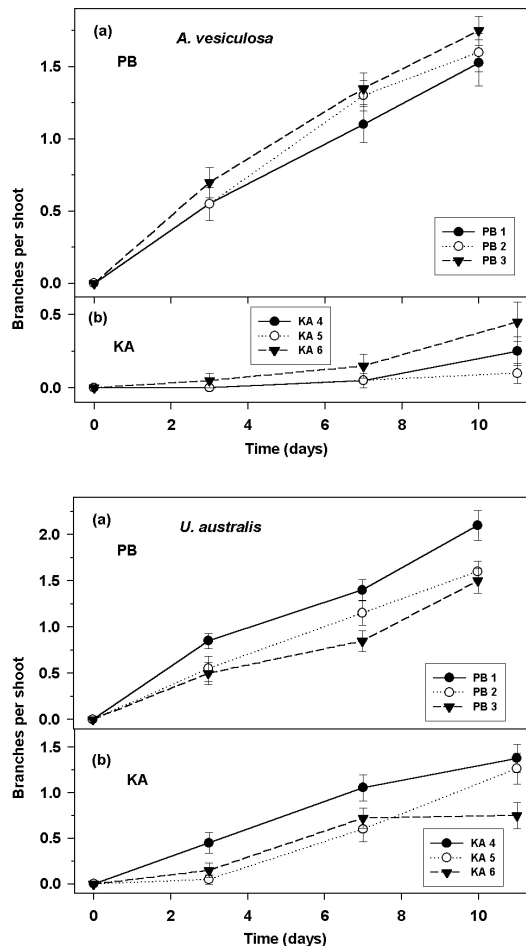 (a)
A. vesiculosa
PB
1.5
1.0
0.5
0.0
PB 1
PB 2
PB 3
Branches per shoot
(b)
KA
KA 4
KA 5
KA 6
0.5
0.0
0 2 4 6 8 10
Time (days)
(a)
U. australis
PB
2.0
1.5
1.0
0.5
0.0
PB 1
PB 2
PB 3
Branches per shoot
(b)
KA
1.5
1.0
0.5
0.0
KA 4
KA 5
KA 6
0 2 4 6 8 10
Time (days)